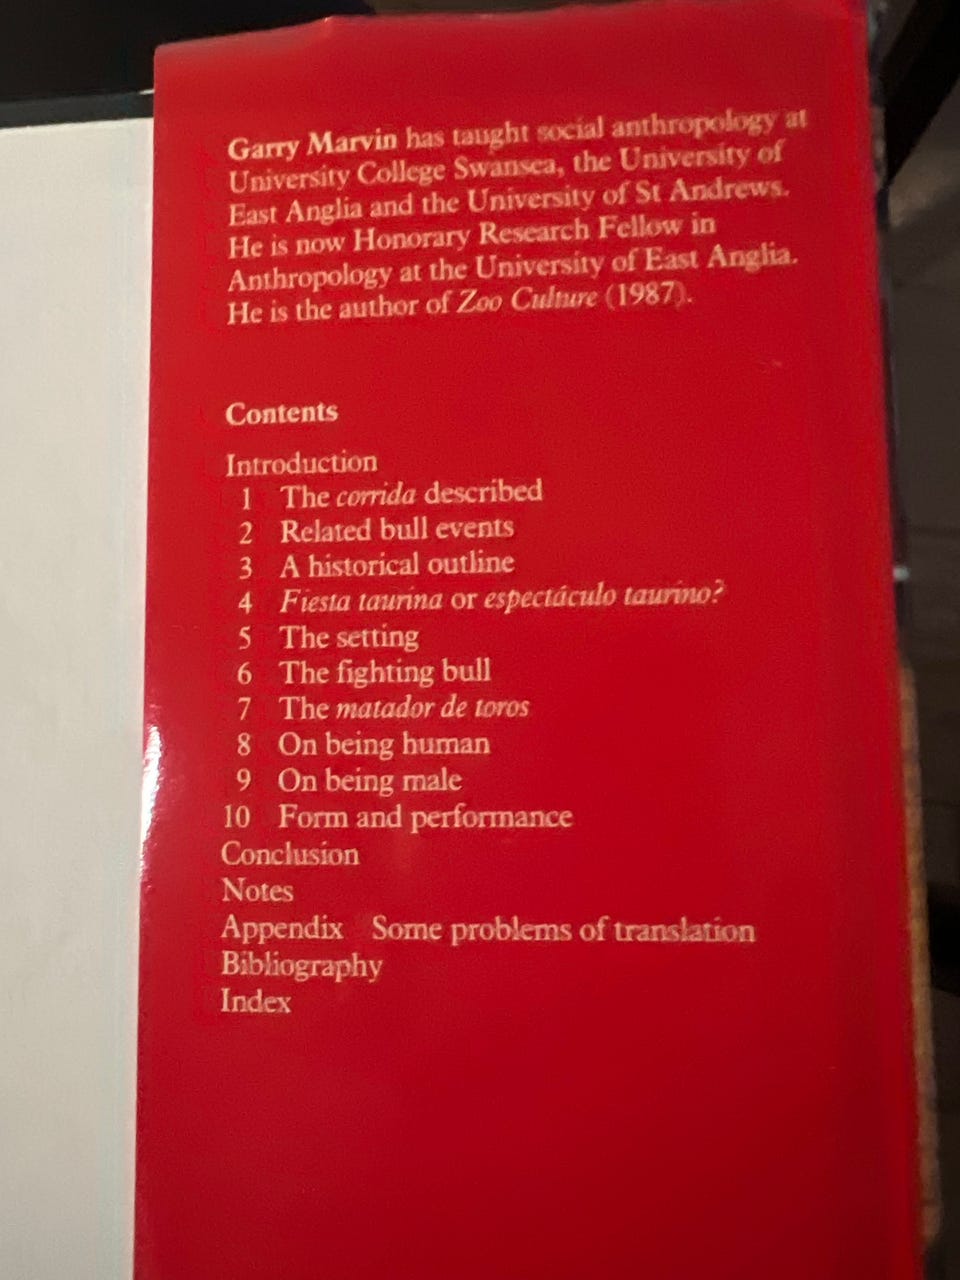 Garry Marvin has taught social anthropology at
University College Swansea, the University of
East Anglia and the University of St Andrews.
He is now Honorary Research Fellow in
Anthropology at the University of East Anglia.
He is the author of Zoo Culture (1987).
Contents
Introduction
1 The corrida described
2 Related bull events
3 A historical outline
4 Fiesta taurina or espectáculo taurino?
5 The setting
6 The fighting bull
7 The matador de toros
8 On being human
9 On being male
10 Form and performance
Conclusion
Notes
Appendix Some problems of translation
Bibliography
Index